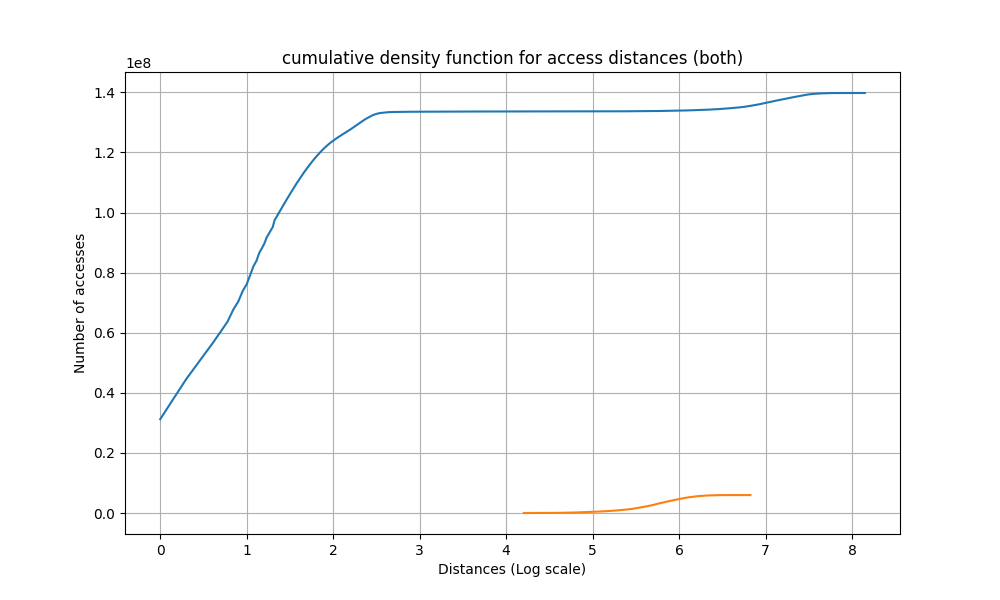 cumulative density function for access distances (both)
1e8
1.4
1.2
1.0
0.8
0.6
0.4
0.2
0.0
Number of accesses
0 1 2 3 4 5 6 7 8
Distances (Log scale)